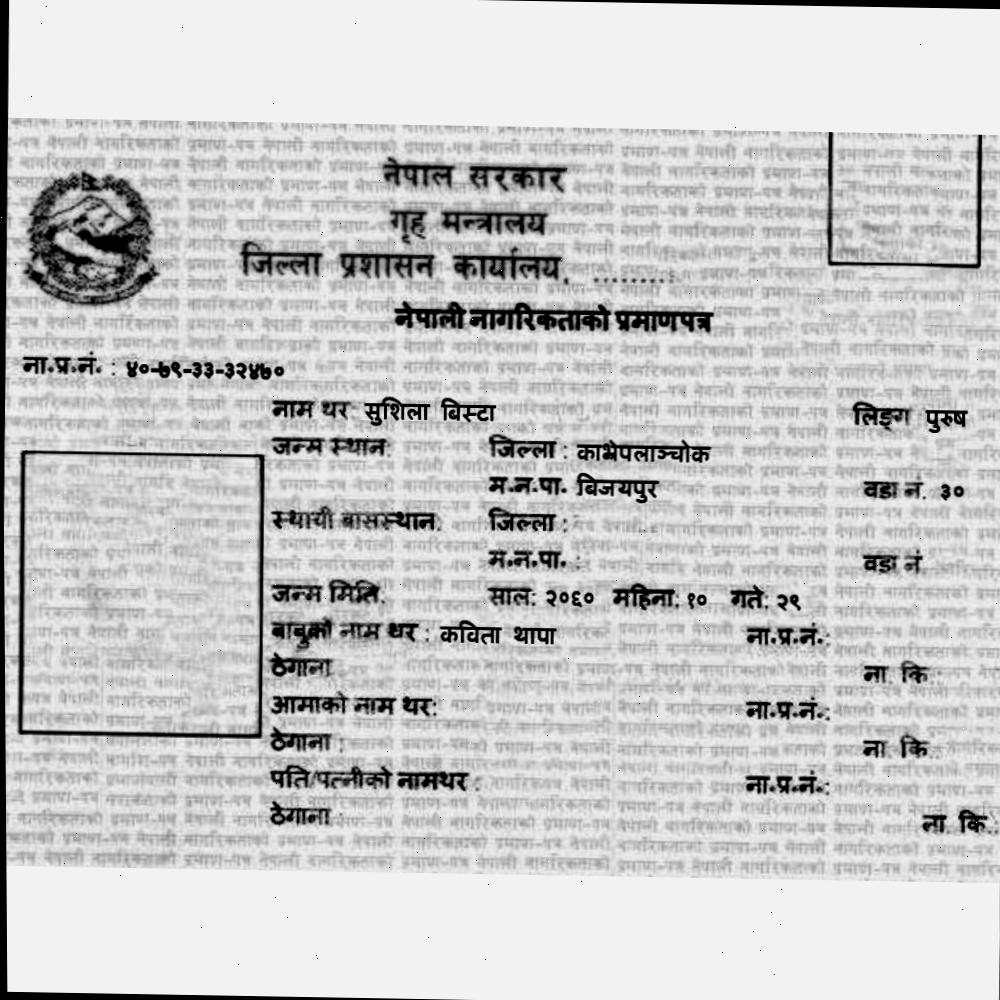 नेपाल सरकार
गृह मन्त्रालय
जिल्ला प्रशासन कार्यालय, .........
नेपाली नागरिकताको प्रमाणपत्र
ना.प्र.नं. : ४०-७९-३३-३२४७०
नाम थर: सुशिला बिस्टा लिङ्ग पुरुष
जन्म स्थान: जिल्ला : काभ्रेपलाञ्चोक
म.न.पा. बिजयपुर वडा नं. ३०
स्थायी बासस्थान: जिल्ला :
म.न.पा. : वडा नं.
जन्म मिति: साल: २०६० महिना: १० गते: २९
बाबुको नाम थर : कविता थापा ना.प्र.नं.:
ठेगाना : ना. कि.:
आमाको नाम थर: ना.प्र.नं.:
ठेगाना : ना. कि.:
पति/पत्नीको नामथर : ना.प्र.नं.:
ठेगाना : ना. कि.: